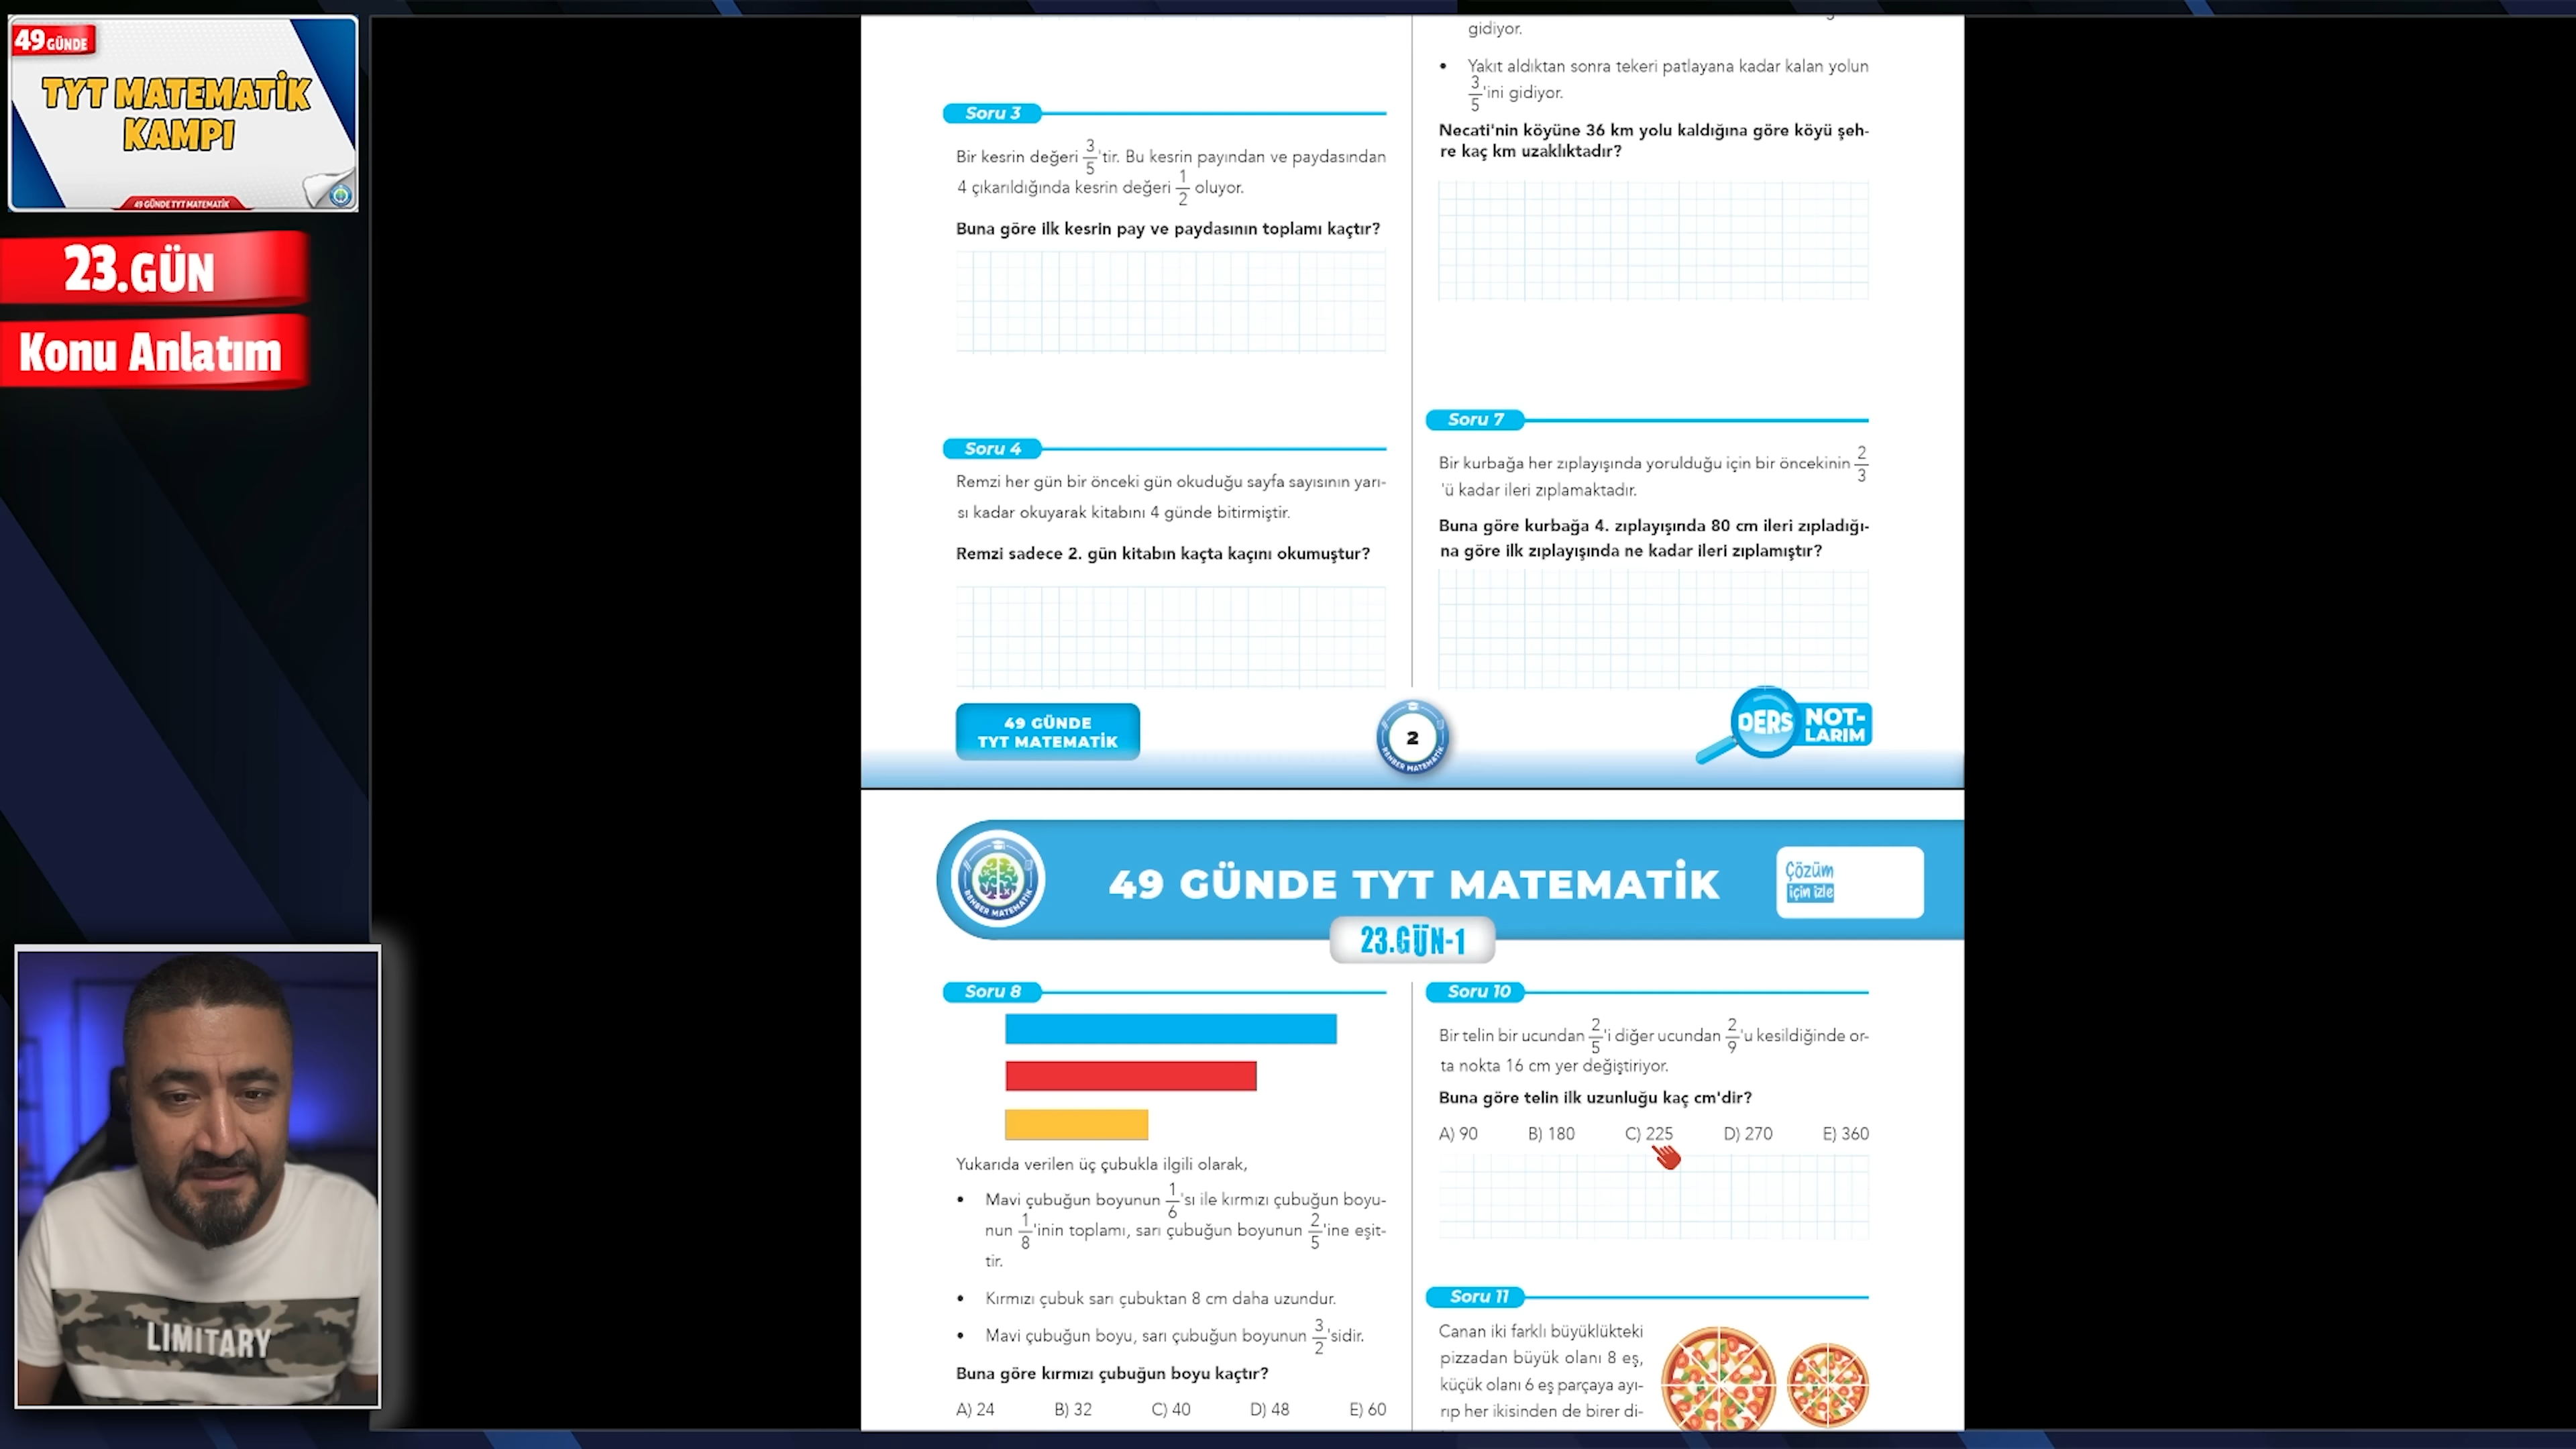 49 GÜNDE
TYT MATEMATİK
KAMPI
49 GÜNDE TYT MATEMATİK
23.GÜN
Konu Anlatım
LIMITARY
Soru 3
Bir kesrin değeri 3/5'tir. Bu kesrin payından ve paydasından
4 çıkarıldığında kesrin değeri 1/2 oluyor.
Buna göre ilk kesrin pay ve paydasının toplamı kaçtır?
Soru 4
Remzi her gün bir önceki gün okuduğu sayfa sayısının yarı-
sı kadar okuyarak kitabını 4 günde bitirmiştir.
Remzi sadece 2. gün kitabın kaçta kaçını okumuştur?
gidiyor.
• Yakıt aldıktan sonra tekeri patlayana kadar kalan yolun
3/5'ini gidiyor.
Necati'nin köyüne 36 km yolu kaldığına göre köyü şeh-
re kaç km uzaklıktadır?
Soru 7
Bir kurbağa her zıplayışında yorulduğu için bir öncekinin 2/3
'ü kadar ileri zıplamaktadır.
Buna göre kurbağa 4. zıplayışında 80 cm ileri zıpladığı-
na göre ilk zıplayışında ne kadar ileri zıplamıştır?
49 GÜNDE
TYT MATEMATİK
2
REHBER MATEMATİK
DERS NOT-
LARIM
REHBER MATEMATİK
49 GÜNDE TYT MATEMATİK
Çözüm
için izle
23.GÜN-1
Soru 8
Yukarıda verilen üç çubukla ilgili olarak,
• Mavi çubuğun boyunun 1/6'sı ile kırmızı çubuğun boyu-
nun 1/8'inin toplamı, sarı çubuğun boyunun 2/5'ine eşit-
tir.
• Kırmızı çubuk sarı çubuktan 8 cm daha uzundur.
• Mavi çubuğun boyu, sarı çubuğun boyunun 3/2'sidir.
Buna göre kırmızı çubuğun boyu kaçtır?
A) 24 B) 32 C) 40 D) 48 E) 60
Soru 10
Bir telin bir ucundan 2/5'i diğer ucundan 2/9'u kesildiğinde or-
ta nokta 16 cm yer değiştiriyor.
Buna göre telin ilk uzunluğu kaç cm'dir?
A) 90 B) 180 C) 225 D) 270 E) 360
Soru 11
Canan iki farklı büyüklükteki
pizzadan büyük olanı 8 eş,
küçük olanı 6 eş parçaya ayı-
rıp her ikisinden de birer di-